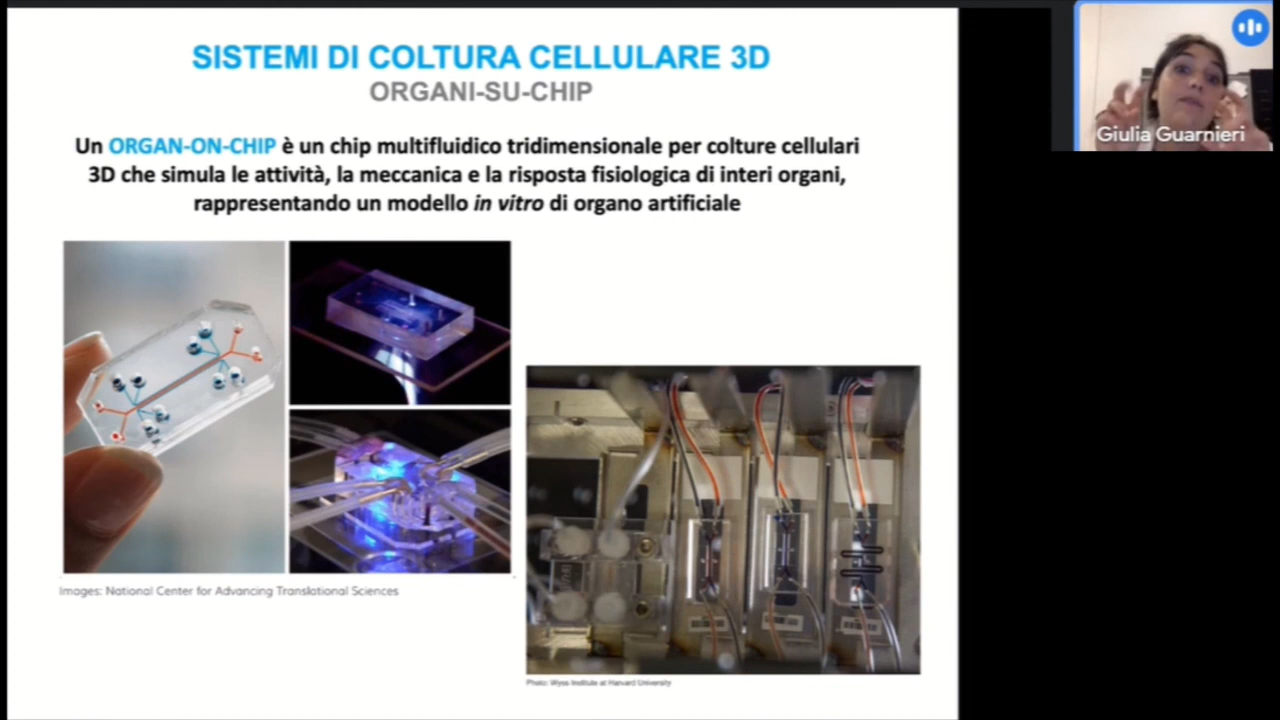 SISTEMI DI COLTURA CELLULARE 3D
ORGANI-SU-CHIP
Un ORGAN-ON-CHIP è un chip multifluidico tridimensionale per colture cellulari
3D che simula le attività, la meccanica e la risposta fisiologica di interi organi,
rappresentando un modello in vitro di organo artificiale
Images: National Center for Advancing Translational Sciences
Photo: Wyss Institute at Harvard University
Giulia Guarnieri